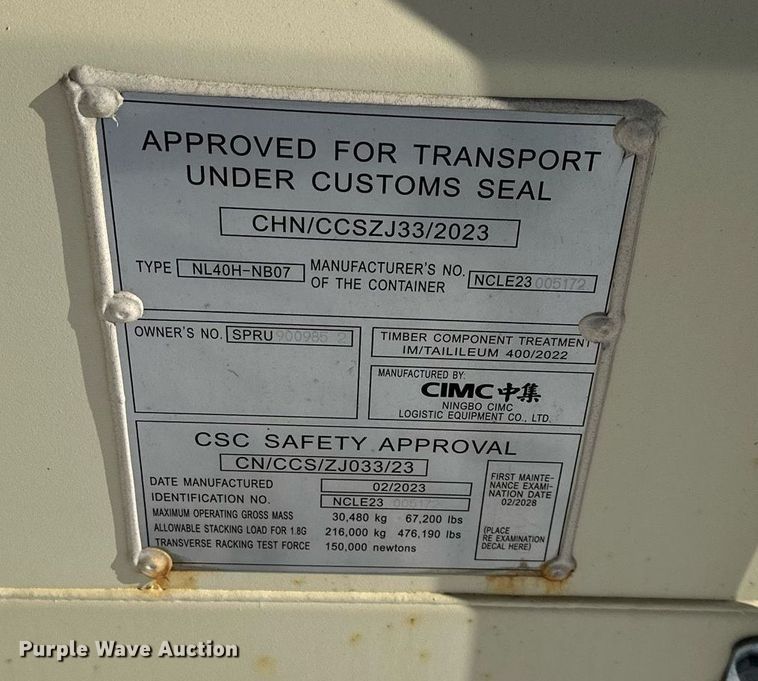 APPROVED FOR TRANSPORT
UNDER CUSTOMS SEAL
CHN/CCSZJ33/2023
TYPE NL40H-NB07 MANUFACTURER'S NO. OF THE CONTAINER NCLE23 005172
OWNER'S NO. SPRU 900985 2
TIMBER COMPONENT TREATMENT
IM/TAILILEUM 400/2022
MANUFACTURED BY:
CIMC 中集
NINGBO CIMC
LOGISTIC EQUIPMENT CO., LTD.
CSC SAFETY APPROVAL
CN/CCS/ZJ033/23
DATE MANUFACTURED 02/2023
IDENTIFICATION NO. NCLE23
MAXIMUM OPERATING GROSS MASS 30,480 kg 67,200 lbs
ALLOWABLE STACKING LOAD FOR 1.8G 216,000 kg 476,190 lbs
TRANSVERSE RACKING TEST FORCE 150,000 newtons
FIRST MAINTE-
NANCE EXAMI-
NATION DATE
02/2028
(PLACE
RE EXAMINATION
DECAL HERE)
Purple Wave Auction